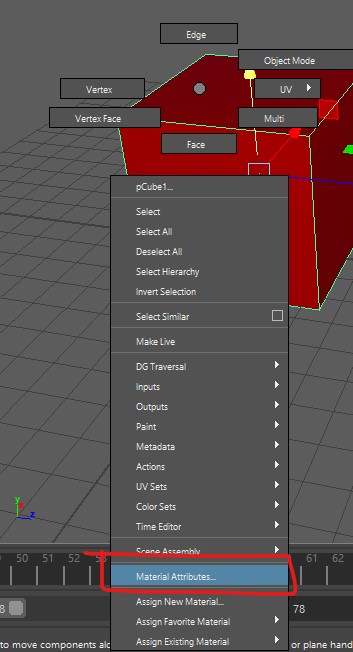 Edge
Object Mode
Vertex
UV
Vertex Face
Multi
Face
pCube1...
Select
Select All
Deselect All
Select Hierarchy
Invert Selection
Select Similar
Make Live
DG Traversal
Inputs
Outputs
Paint
Metadata
Actions
UV Sets
Color Sets
Time Editor
Scene Assembly
y
z
50 51 52 61 62
Material Attributes...
8
Assign New Material...
78
Assign Favorite Material
to move components or plane hand
Assign Existing Material